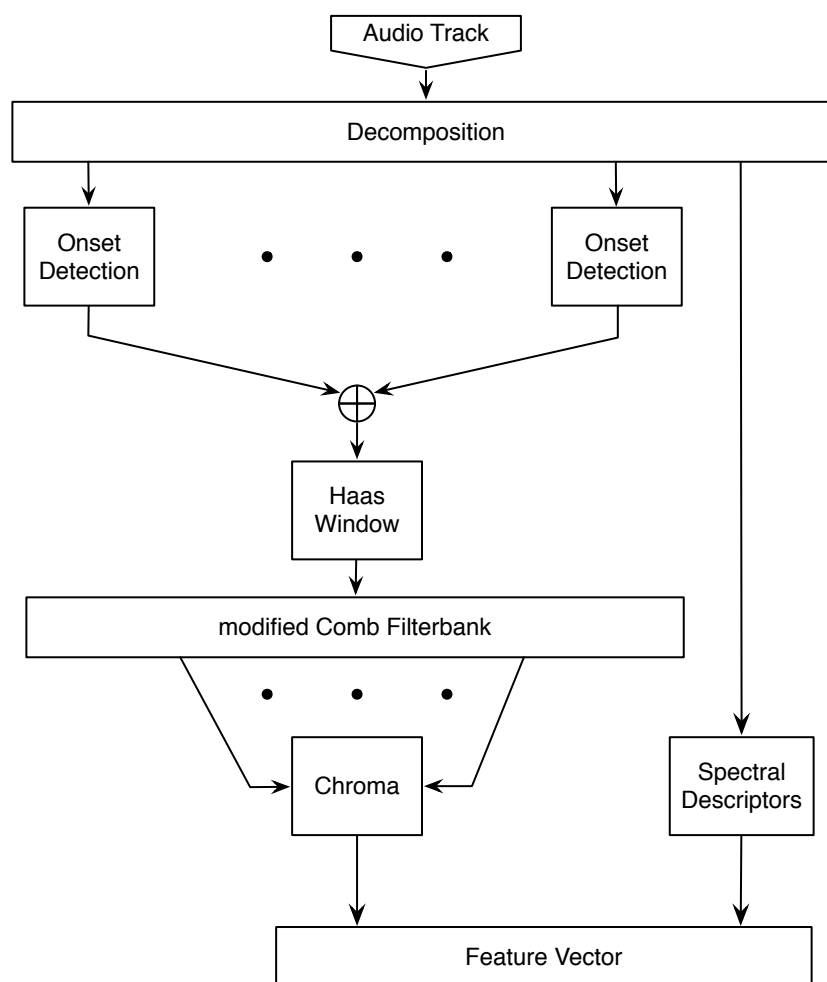 Audio Track
Decomposition
Onset
Detection
Onset
Detection
Haas
Window
modified Comb Filterbank
Chroma
Spectral
Descriptors
Feature Vector